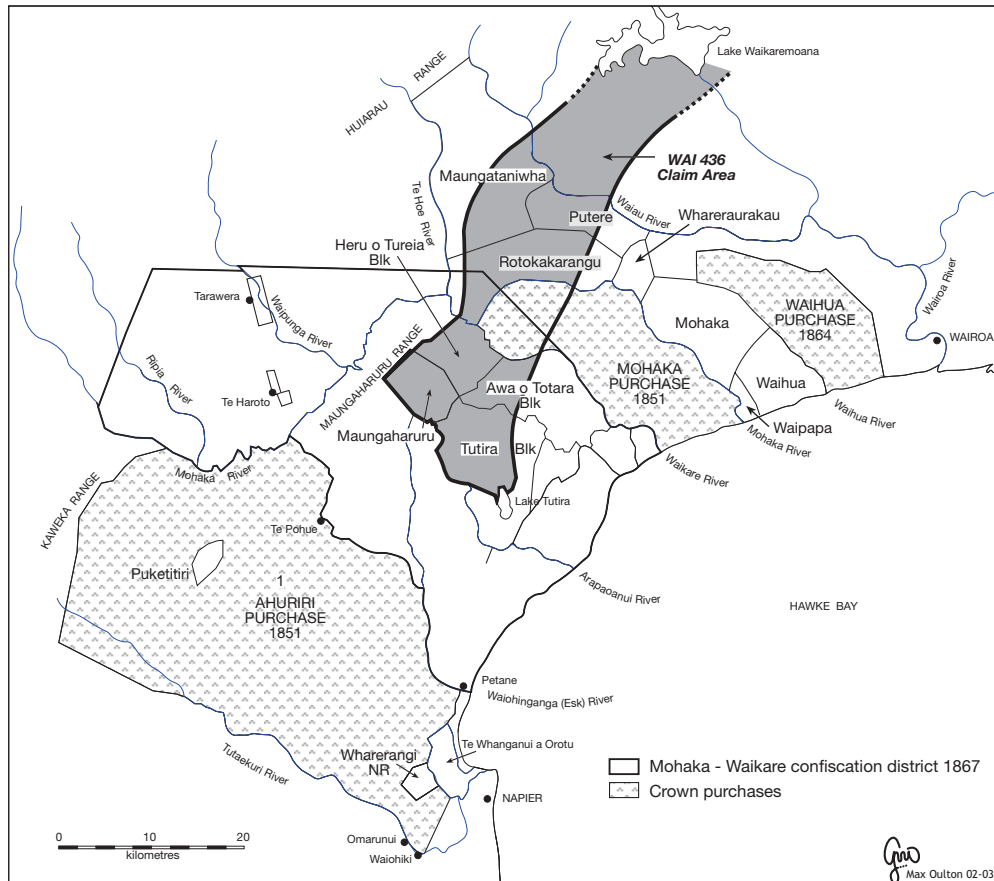 Lake Waikaremoana
HUIARAU
RANGE
WAI 436
Claim Area
Maungataniwha
Te Hoe River
Putere
Waiau River
Whareraurakau
Heru o Tureia
Blk
Rotokakarangu
Tarawera
Waipunga River
Mohaka
WAIHUA
PURCHASE
1864
Wairoa River
WAIROA
Ripia River
MAUNGAHARURU RANGE
MOHAKA
PURCHASE
1851
Te Haroto
Awa o Totara
Blk
Waihua
Waihua River
Maungaharuru
Waipapa
Mohaka River
Tutira
Blk
Waikare River
KAWEKA RANGE
Mohaka River
Lake Tutira
Te Pohue
Puketitiri
1
AHURIRI
PURCHASE
1851
Arapaoanui River
HAWKE BAY
Petane
Waiohinganga (Esk) River
Tutaekuri River
Te Whanganui a Orotu
Wharerangi
NR
Mohaka - Waikare confiscation district 1867
Crown purchases
NAPIER
0 10 20
kilometres
Omarunui
Waiohiki
Max Oulton 02-03